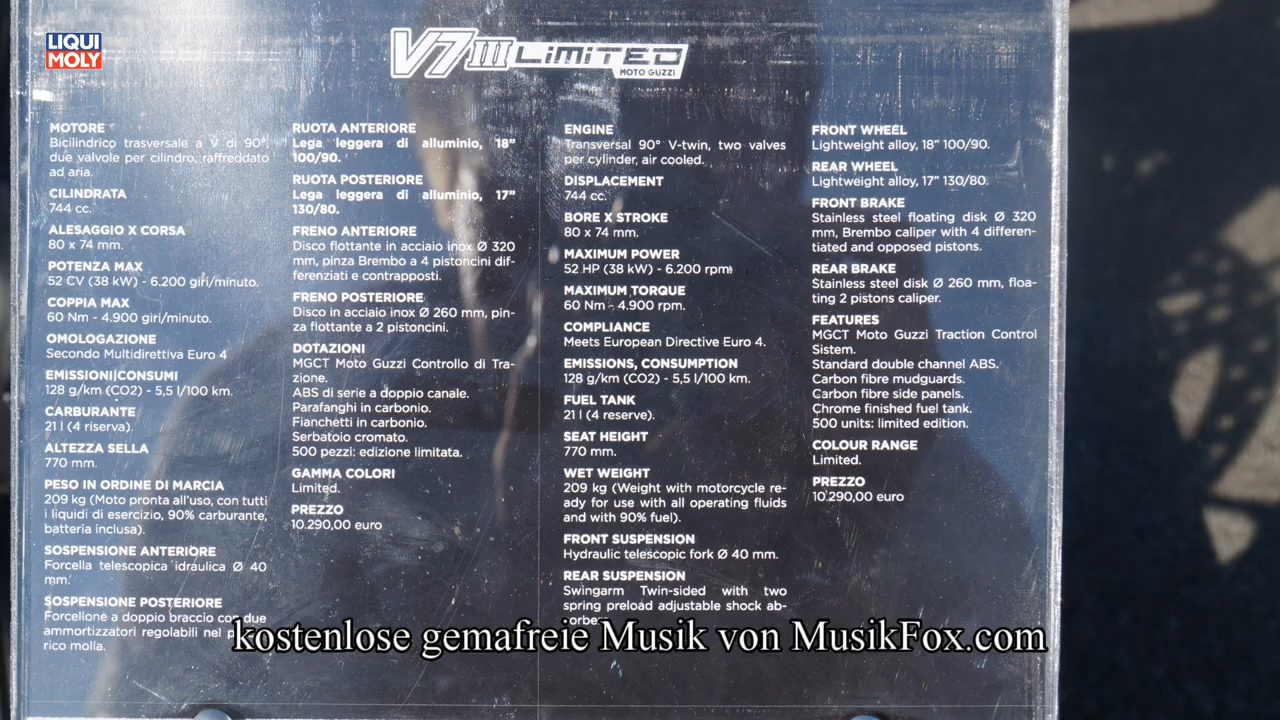 LIQUI
MOLY
V7 III LIMITED
MOTO GUZZI
MOTORE
Bicilindrico trasversale a V di 90°,
due valvole per cilindro, raffreddato
ad aria.
CILINDRATA
744 cc.
ALESAGGIO X CORSA
80 x 74 mm.
POTENZA MAX
52 CV (38 kW) - 6.200 giri/minuto.
COPPIA MAX
60 Nm - 4.900 giri/minuto.
OMOLOGAZIONE
Secondo Multidirettiva Euro 4
EMISSIONI|CONSUMI
128 g/km (CO2) - 5,5 l/100 km.
CARBURANTE
21 l (4 riserva).
ALTEZZA SELLA
770 mm.
PESO IN ORDINE DI MARCIA
209 kg (Moto pronta all'uso, con tutti
i liquidi di esercizio, 90% carburante,
batteria inclusa).
SOSPENSIONE ANTERIORE
Forcella telescopica idraulica Ø 40
mm.
SOSPENSIONE POSTERIORE
Forcellone a doppio braccio con due
ammortizzatori regolabili nel
rico molla.
RUOTA ANTERIORE
Lega leggera di alluminio, 18”
100/90.
RUOTA POSTERIORE
Lega leggera di alluminio, 17”
130/80.
FRENO ANTERIORE
Disco flottante in acciaio inox Ø 320
mm, pinza Brembo a 4 pistoncini dif-
ferenziati e contrapposti.
FRENO POSTERIORE
Disco in acciaio inox Ø 260 mm, pin-
za flottante a 2 pistoncini.
DOTAZIONI
MGCT Moto Guzzi Controllo di Tra-
zione.
ABS di serie a doppio canale.
Parafanghi in carbonio.
Fianchetti in carbonio.
Serbatoio cromato.
500 pezzi: edizione limitata.
GAMMA COLORI
Limited.
PREZZO
10.290,00 euro
ENGINE
Transversal 90° V-twin, two valves
per cylinder, air cooled.
DISPLACEMENT
744 cc.
BORE X STROKE
80 x 74 mm.
MAXIMUM POWER
52 HP (38 kW) - 6.200 rpm.
MAXIMUM TORQUE
60 Nm - 4.900 rpm.
COMPLIANCE
Meets European Directive Euro 4.
EMISSIONS, CONSUMPTION
128 g/km (CO2) - 5,5 l/100 km.
FUEL TANK
21 l (4 reserve).
SEAT HEIGHT
770 mm.
WET WEIGHT
209 kg (Weight with motorcycle re-
ady for use with all operating fluids
and with 90% fuel).
FRONT SUSPENSION
Hydraulic telescopic fork Ø 40 mm.
REAR SUSPENSION
Swingarm Twin-sided with two
spring preload adjustable shock ab-
FRONT WHEEL
Lightweight alloy, 18” 100/90.
REAR WHEEL
Lightweight alloy, 17” 130/80.
FRONT BRAKE
Stainless steel floating disk Ø 320
mm, Brembo caliper with 4 differen-
tiated and opposed pistons.
REAR BRAKE
Stainless steel disk Ø 260 mm, floa-
ting 2 pistons caliper.
FEATURES
MGCT Moto Guzzi Traction Control
Sistem.
Standard double channel ABS.
Carbon fibre mudguards.
Carbon fibre side panels.
Chrome finished fuel tank.
500 units: limited edition.
COLOUR RANGE
Limited.
PREZZO
10.290,00 euro
kostenlose gemafreie Musik von MusikFox.com